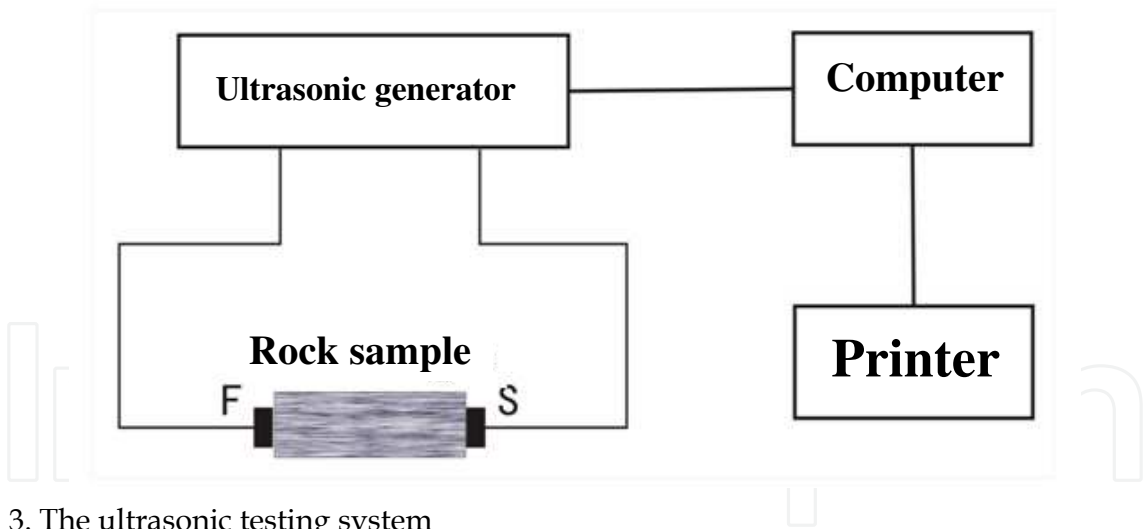 Ultrasonic generator
Computer
Rock sample
F
S
Printer
3. The ultrasonic testing system